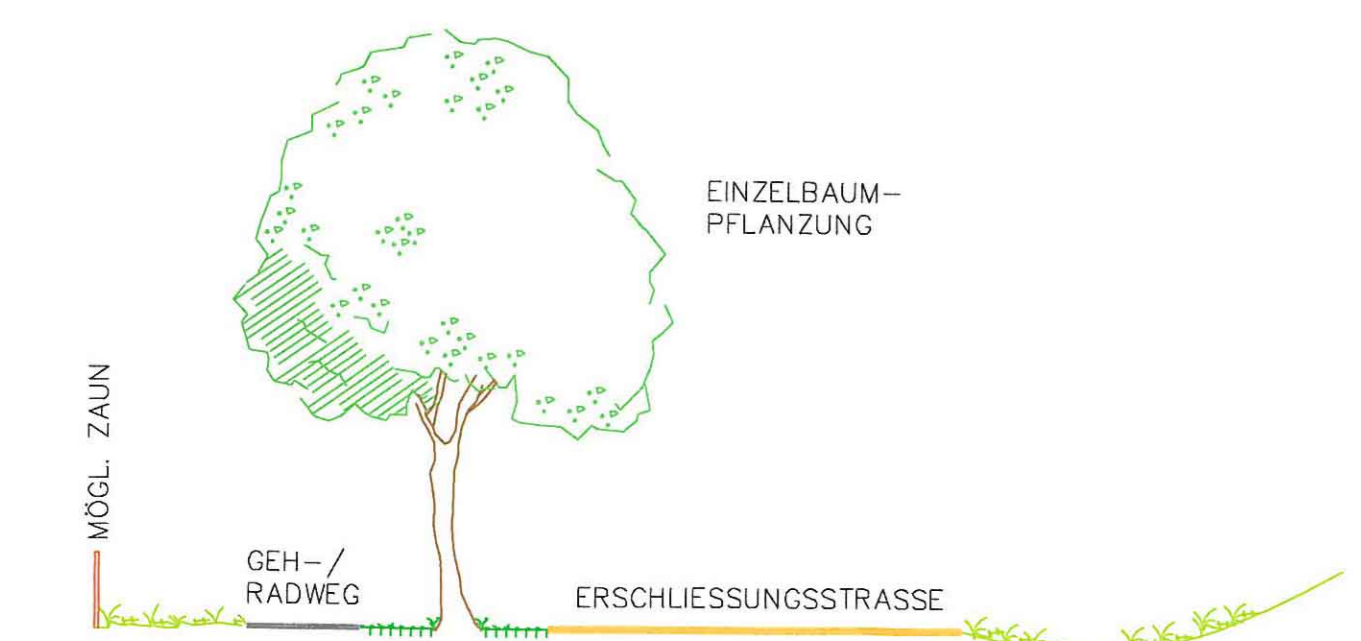 EINZELBAUM-
PFLANZUNG
MÖGL. ZAUN
GEH-/
RADWEG
ERSCHLIESSUNGSSTRASSE